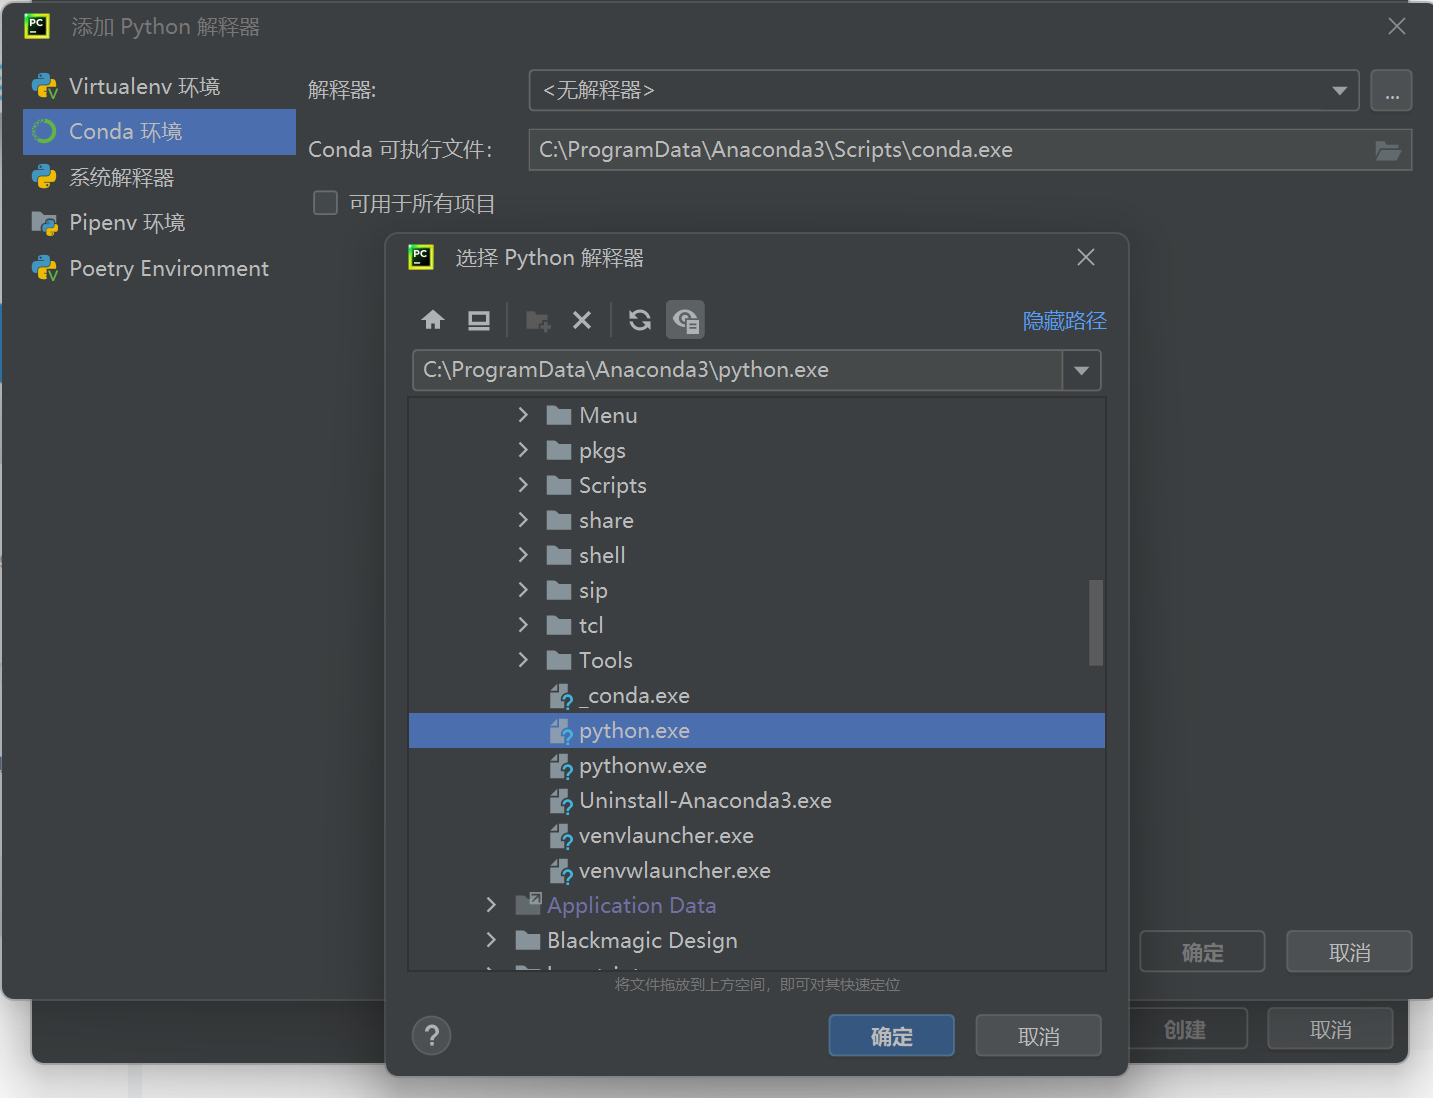 添加 Python 解释器
Virtualenv 环境
Conda 环境
系统解释器
Pipenv 环境
Poetry Environment
解释器:
<无解释器>
...
Conda 可执行文件:
C:\ProgramData\Anaconda3\Scripts\conda.exe
可用于所有项目
选择 Python 解释器
隐藏路径
C:\ProgramData\Anaconda3\python.exe
Menu
pkgs
Scripts
share
shell
sip
tcl
Tools
_conda.exe
python.exe
pythonw.exe
Uninstall-Anaconda3.exe
venvlauncher.exe
venvwlauncher.exe
Application Data
Blackmagic Design
将文件拖放到上方空间，即可对其快速定位
?
确定
取消
确定
取消
创建
取消